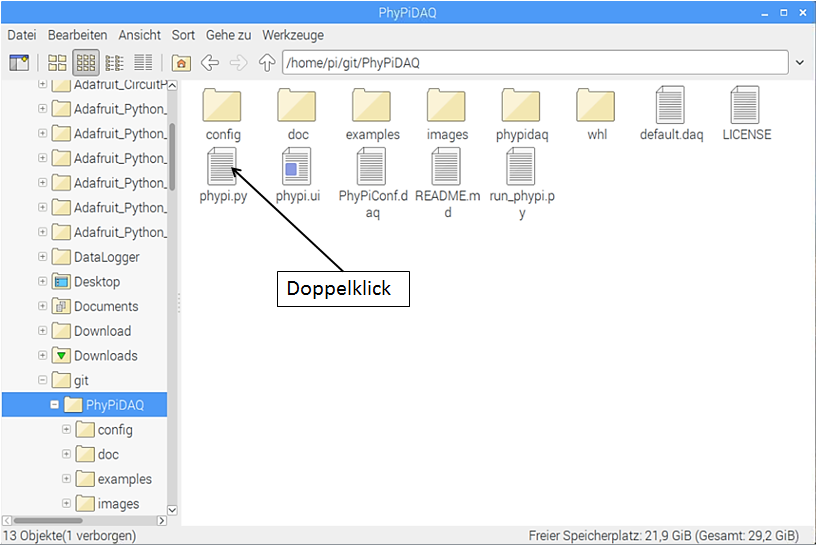 PhyPiDAQ
Datei Bearbeiten Ansicht Sort Gehe zu Werkzeuge
/home/pi/git/PhyPiDAQ
Adafruit_CircuitP
Adafruit_Python_
Adafruit_Python_
Adafruit_Python_
Adafruit_Python_
Adafruit_Python_
Adafruit_Python_
DataLogger
Desktop
Documents
Download
Downloads
git
PhyPiDAQ
config
doc
examples
images
config doc examples images phypidaq whl default.daq LICENSE
phypi.py phypi.ui PhyPiConf.d README.m run_phypi.p
aq d y
Doppelklick
13 Objekte(1 verborgen) Freier Speicherplatz: 21,9 GiB (Gesamt: 29,2 GiB)